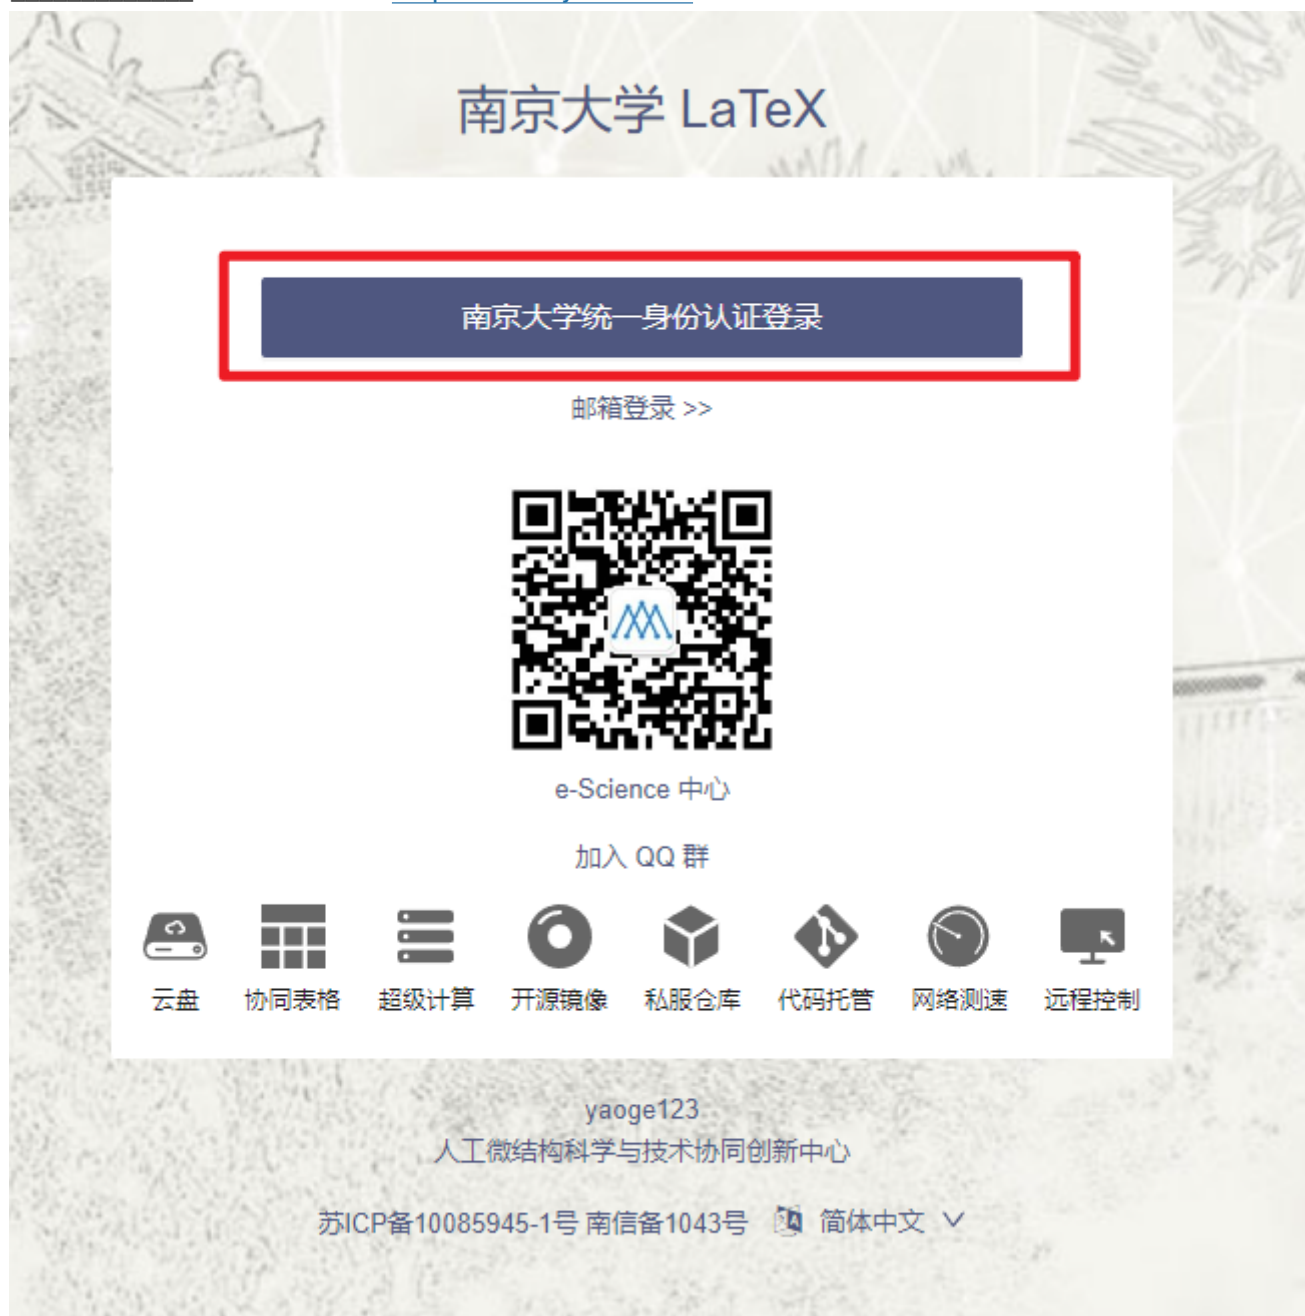 南京大学 LaTeX
南京大学统一身份认证登录
邮箱登录 >>
e-Science 中心
加入 QQ 群
云盘 协同表格 超级计算 开源镜像 私服仓库 代码托管 网络测速 远程控制
yaoge123
人工微结构科学与技术协同创新中心
苏ICP备10085945-1号 南信备1043号 简体中文